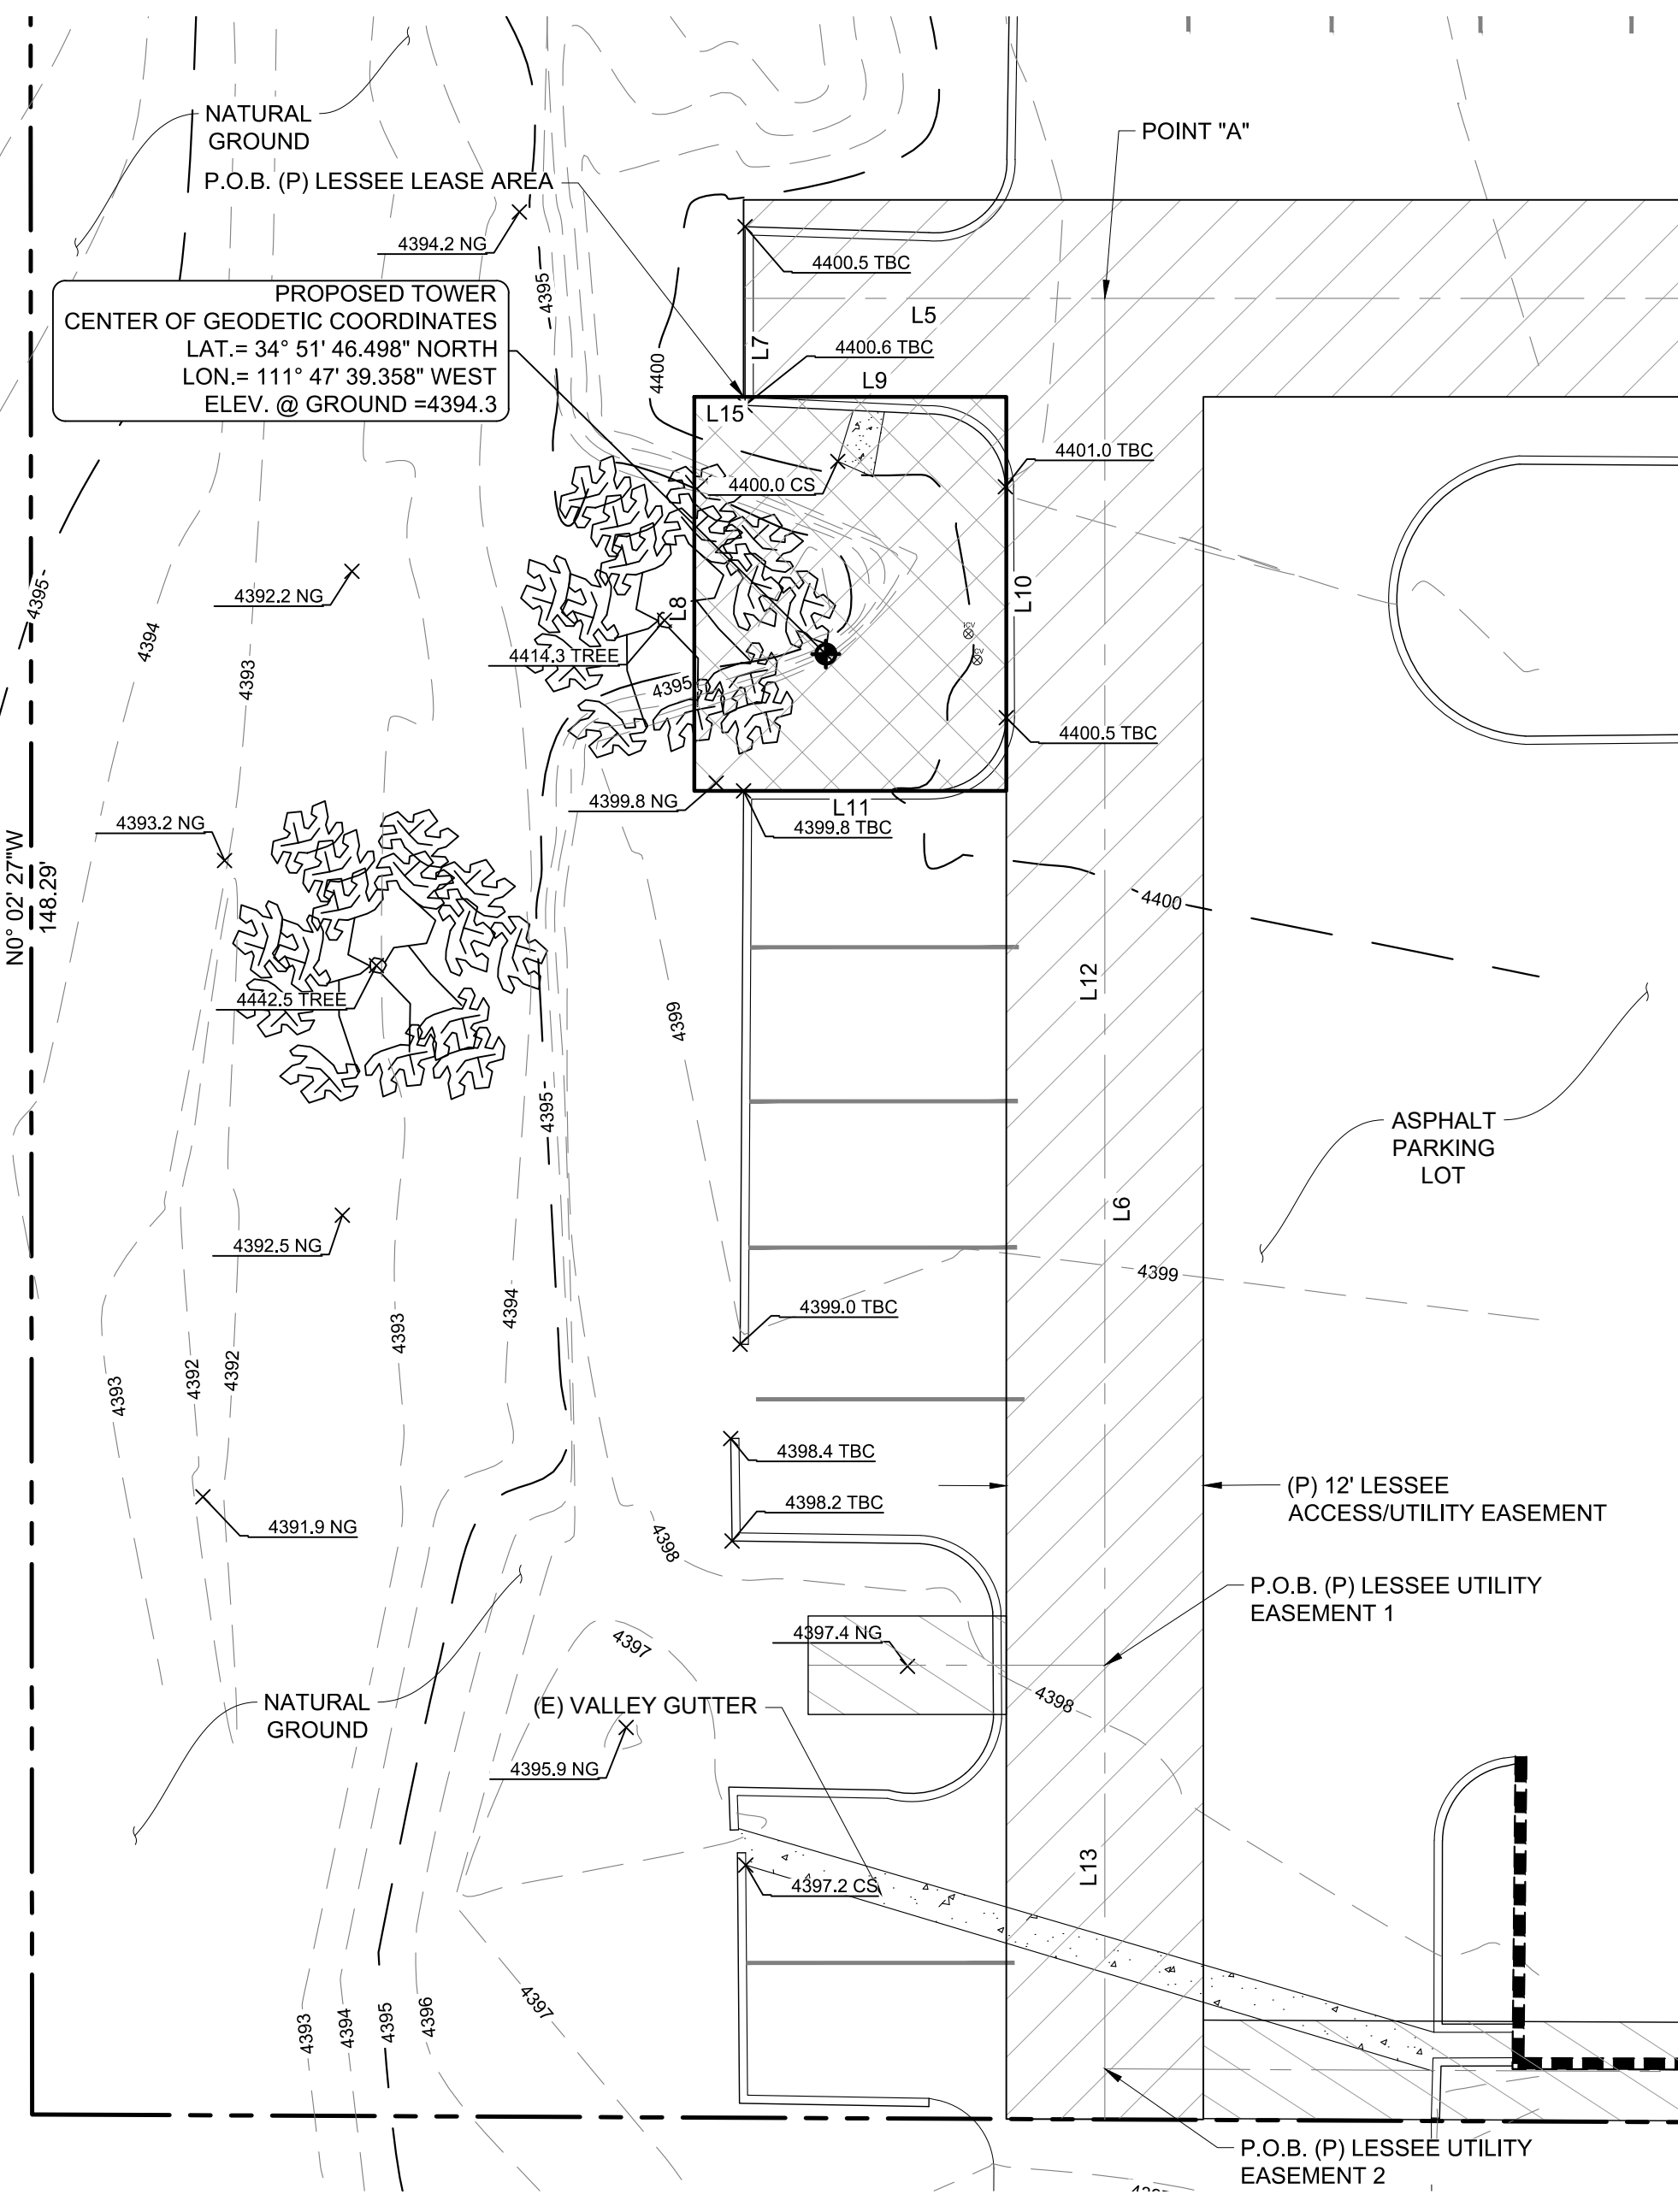 NATURAL
GROUND
POINT "A"
P.O.B. (P) LESSEE LEASE AREA
4394.2 NG
4400.5 TBC
4395
PROPOSED TOWER
CENTER OF GEODETIC COORDINATES
LAT.= 34° 51' 46.498" NORTH
LON.= 111° 47' 39.358" WEST
ELEV. @ GROUND =4394.3
L5
L7
4400.6 TBC
4400
L9
L15
4401.0 TBC
4400.0 CS
4395
4392.2 NG
L8
L10
4394
4393
4414.3 TREE
4395
4400.5 TBC
4399.8 NG
L11
4399.8 TBC
4393.2 NG
N0° 02' 27"W
148.29'
4400
L12
4442.5 TREE
4399
4395
ASPHALT
PARKING
LOT
L6
4392.5 NG
4399
4399.0 TBC
4394
4393
4393
4392
4392
4398.4 TBC
(P) 12' LESSEE
ACCESS/UTILITY EASEMENT
4398.2 TBC
4391.9 NG
4398
P.O.B. (P) LESSEE UTILITY
EASEMENT 1
4397.4 NG
4397
4398
NATURAL
GROUND
(E) VALLEY GUTTER
4395.9 NG
L13
4397.2 CS
4393
4394
4395
4396
4397
P.O.B. (P) LESSEE UTILITY
EASEMENT 2